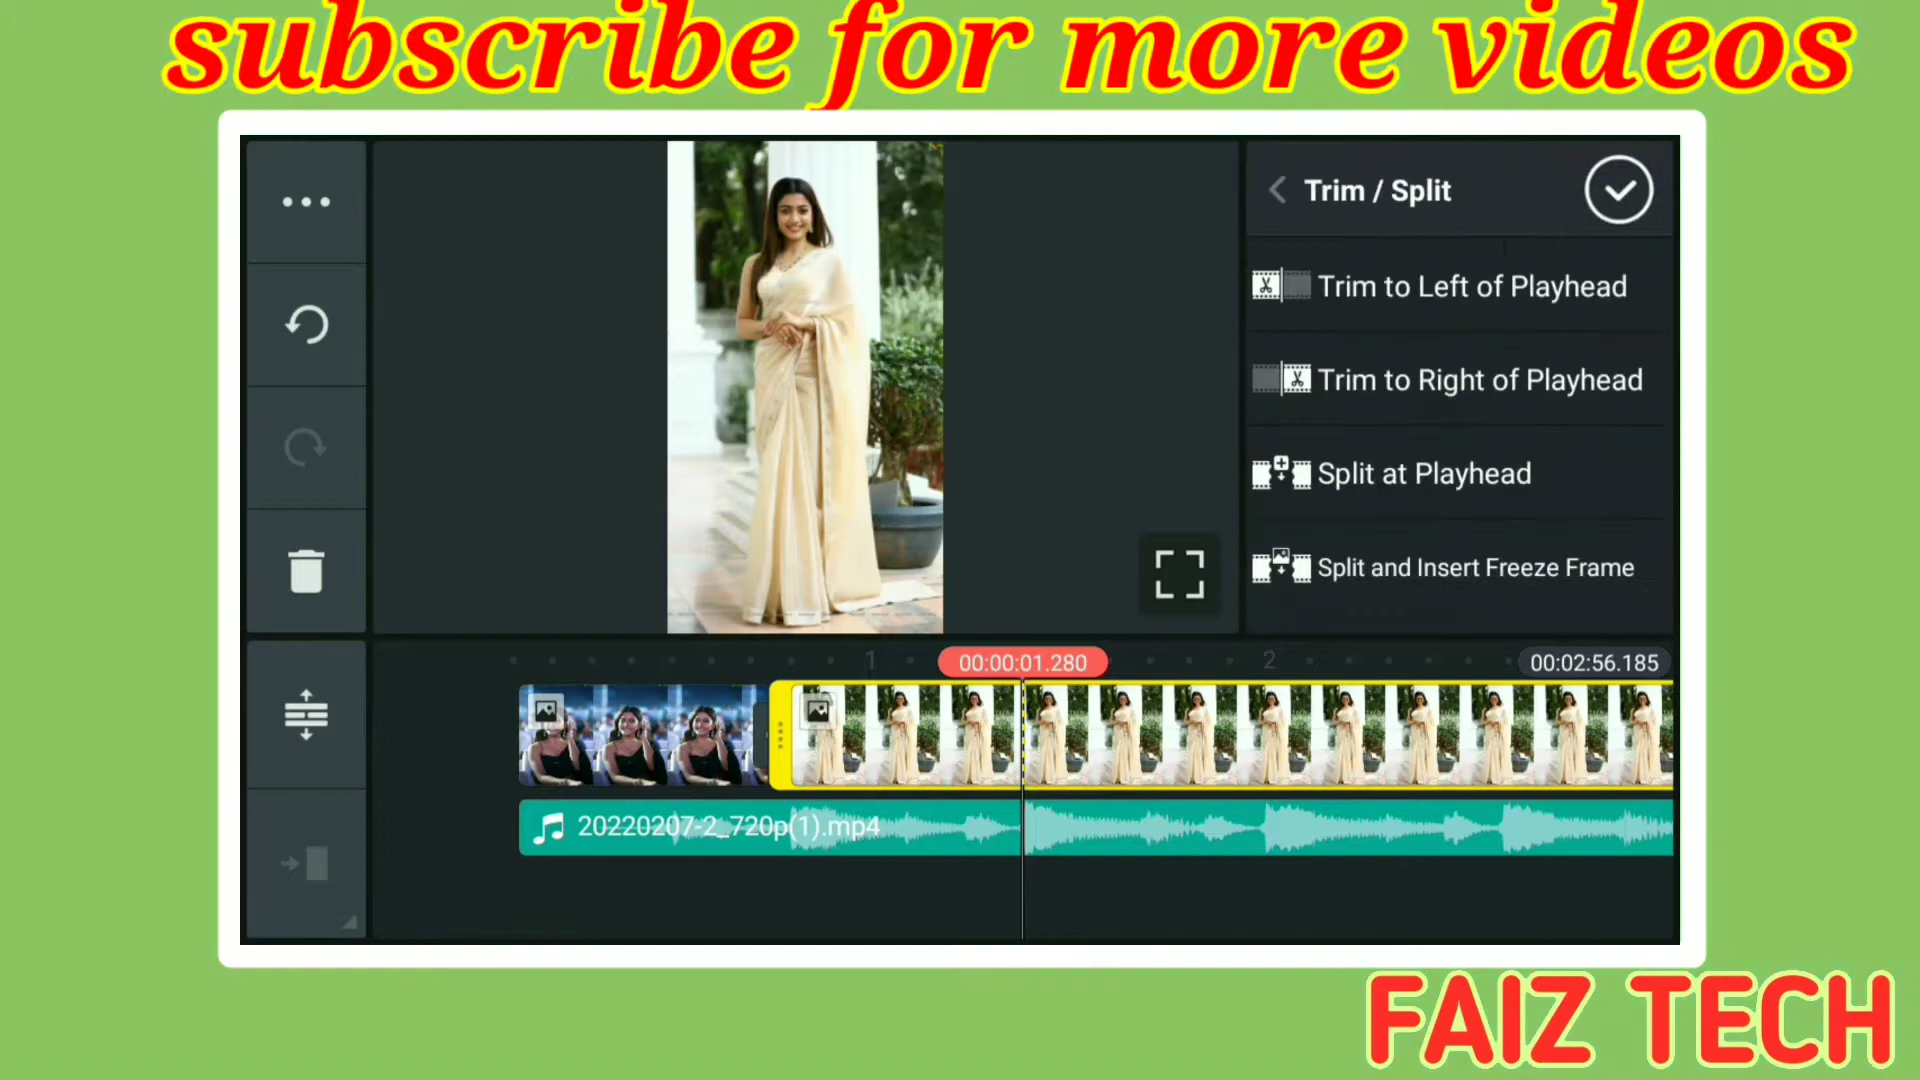 subscribe for more videos
Trim / Split
Trim to Left of Playhead
Trim to Right of Playhead
Split at Playhead
Split and Insert Freeze Frame
1
00:00:01.280
2
00:02:56.185
20220207-2_720p(1).mp4
FAIZ TECH